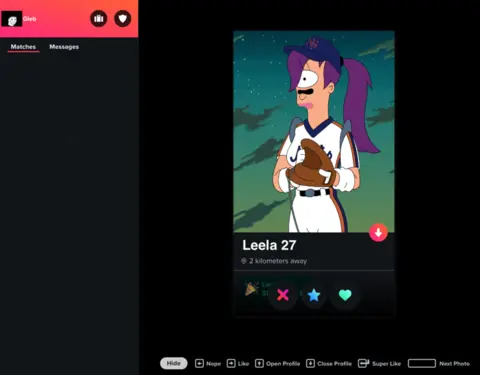 Gleb
Matches Messages
Leela 27
2 kilometers away
Hide Nope Like Open Profile Close Profile Super Like Next Photo